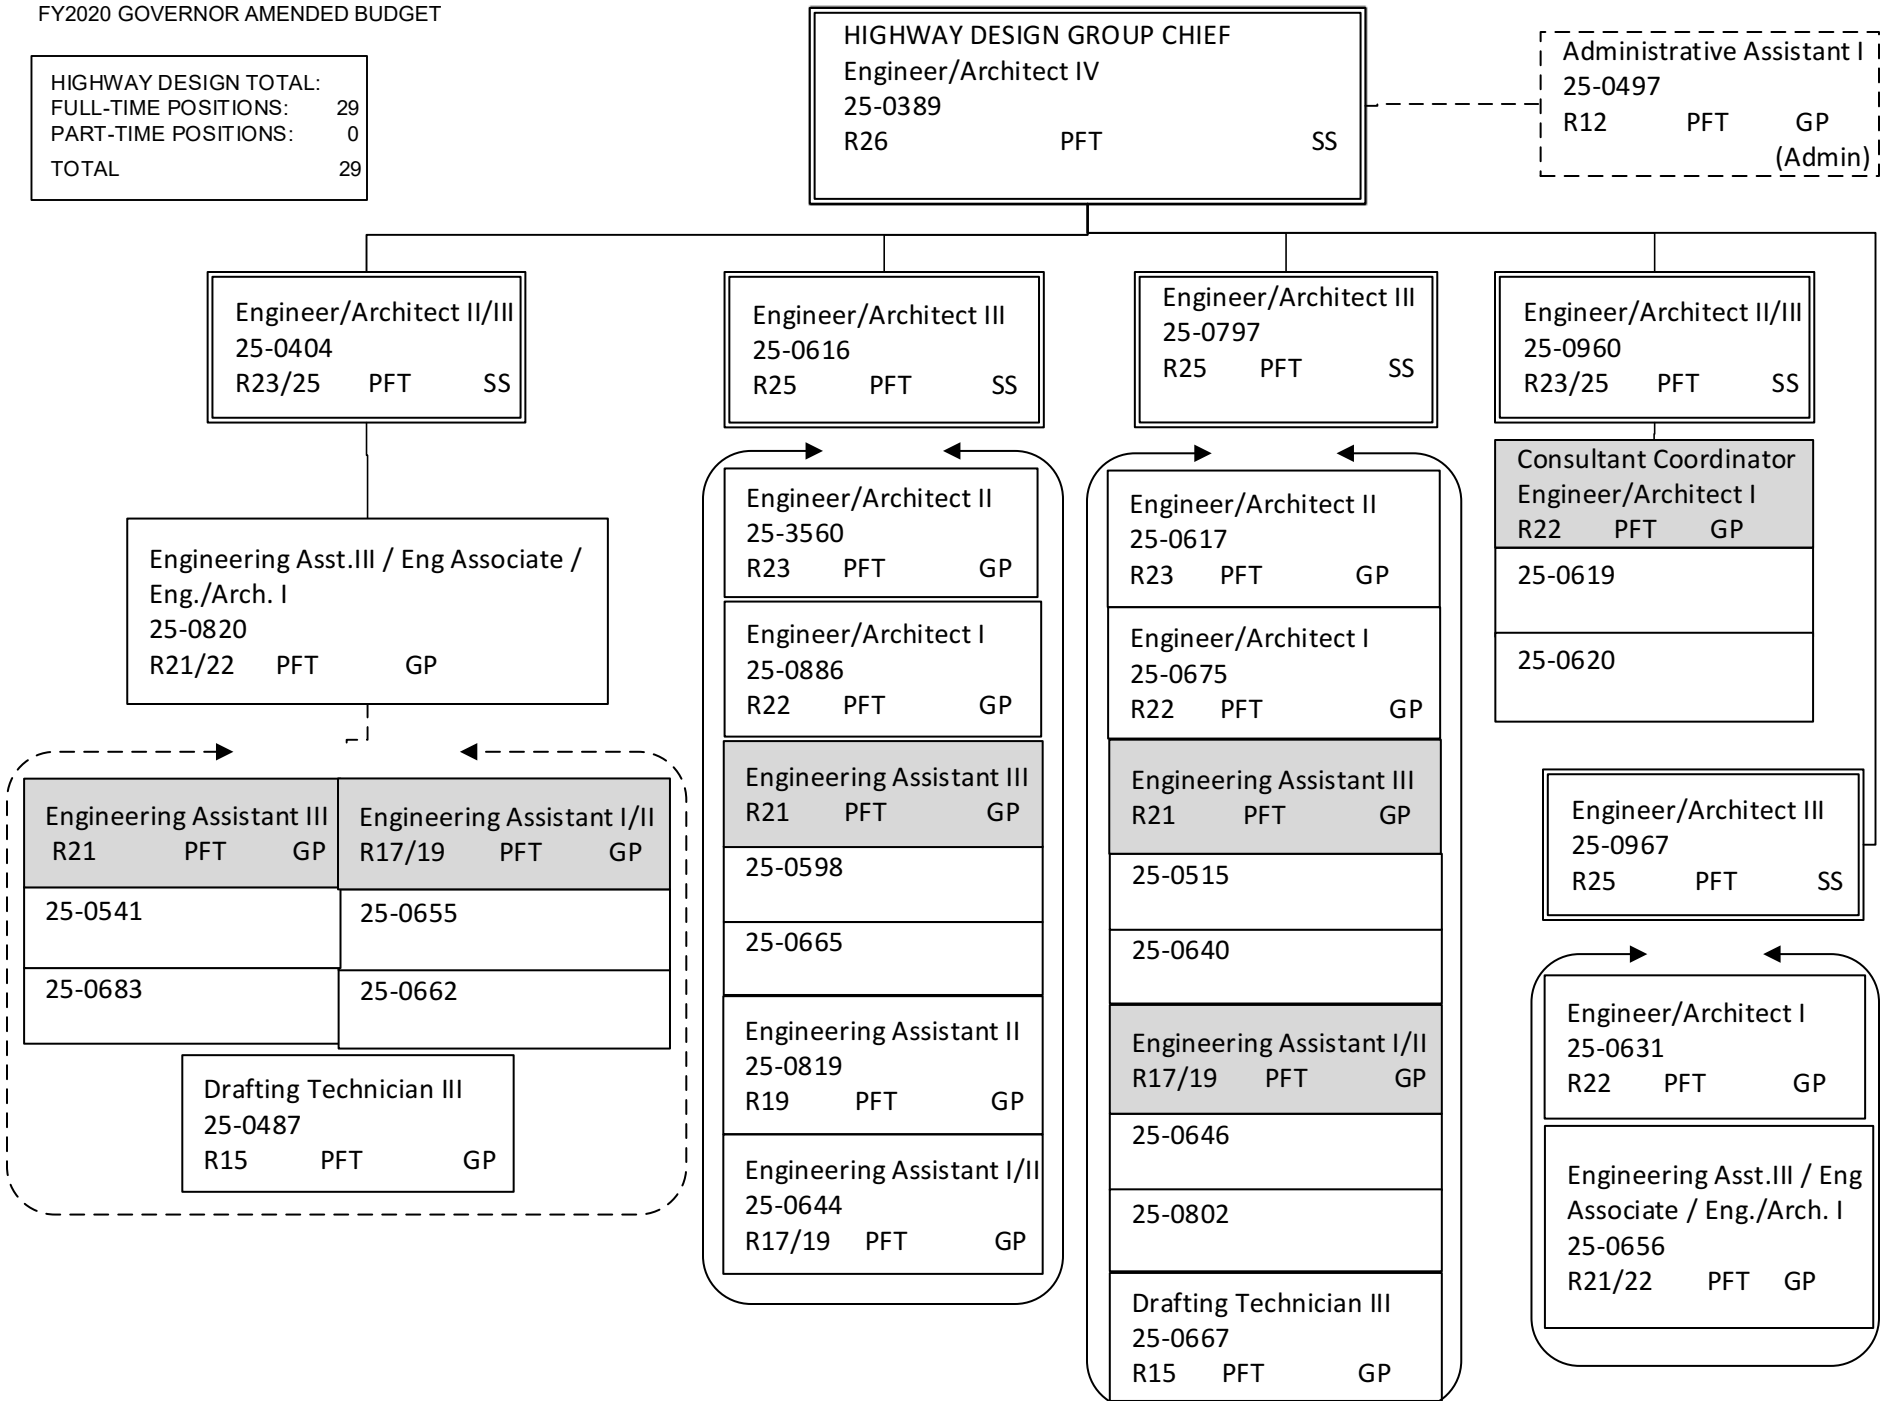 FY2020 GOVERNOR AMENDED BUDGET
HIGHWAY DESIGN TOTAL:
FULL-TIME POSITIONS: 29
PART-TIME POSITIONS: 0
TOTAL 29
HIGHWAY DESIGN GROUP CHIEF
Engineer/Architect IV
25-0389
R26 PFT SS
Administrative Assistant I
25-0497
R12 PFT GP
(Admin)
Engineer/Architect II/III
25-0404
R23/25 PFT SS
Engineering Asst.III / Eng Associate /
Eng./Arch. I
25-0820
R21/22 PFT GP
Engineering Assistant III
R21 PFT GP
25-0541
25-0683
Engineering Assistant I/II
R17/19 PFT GP
25-0655
25-0662
Drafting Technician III
25-0487
R15 PFT GP
Engineer/Architect III
25-0616
R25 PFT SS
Engineer/Architect II
25-3560
R23 PFT GP
Engineer/Architect I
25-0886
R22 PFT GP
Engineering Assistant III
R21 PFT GP
25-0598
25-0665
Engineering Assistant II
25-0819
R19 PFT GP
Engineering Assistant I/II
25-0644
R17/19 PFT GP
Engineer/Architect III
25-0797
R25 PFT SS
Engineer/Architect II
25-0617
R23 PFT GP
Engineer/Architect I
25-0675
R22 PFT GP
Engineering Assistant III
R21 PFT GP
25-0515
25-0640
Engineering Assistant I/II
R17/19 PFT GP
25-0646
25-0802
Drafting Technician III
25-0667
R15 PFT GP
Engineer/Architect II/III
25-0960
R23/25 PFT SS
Consultant Coordinator
Engineer/Architect I
R22 PFT GP
25-0619
25-0620
Engineer/Architect III
25-0967
R25 PFT SS
Engineer/Architect I
25-0631
R22 PFT GP
Engineering Asst.III / Eng
Associate / Eng./Arch. I
25-0656
R21/22 PFT GP